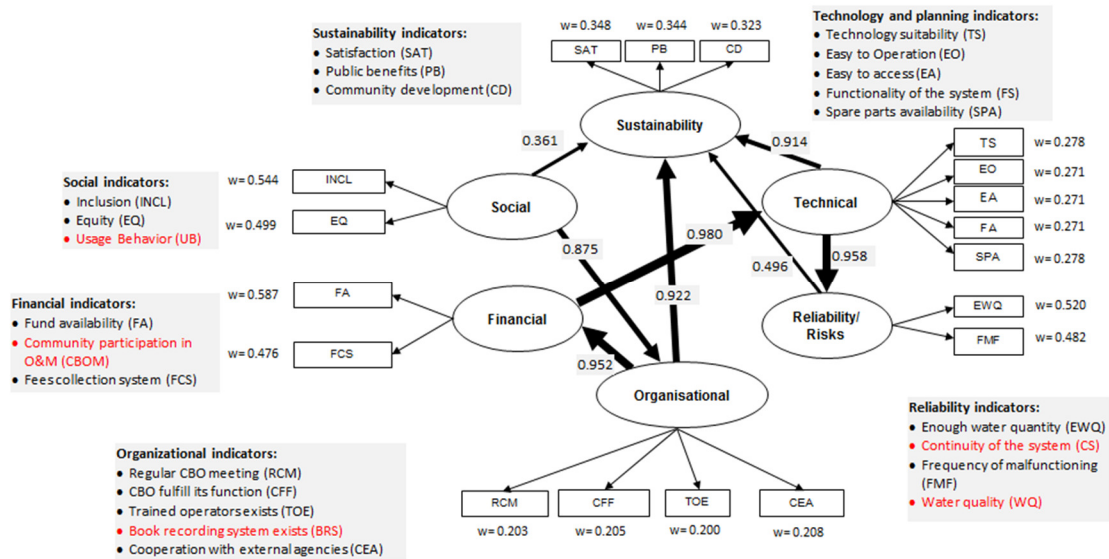 w= 0.348 w= 0.344 w= 0.323
SAT PB CD
Sustainability indicators:
• Satisfaction (SAT)
• Public benefits (PB)
• Community development (CD)
Technology and planning indicators:
• Technology suitability (TS)
• Easy to Operation (EO)
• Easy to access (EA)
• Functionality of the system (FS)
• Spare parts availability (SPA)
Sustainability
0.361
0.914
Social indicators:
• Inclusion (INCL)
• Equity (EQ)
• Usage Behavior (UB)
w= 0.544 INCL
w= 0.499 EQ
Social
Technical
TS w= 0.278
EO w= 0.271
EA w= 0.271
FA w= 0.271
SPA w= 0.278
0.875
0.980
0.496
0.958
0.922
Financial indicators:
• Fund availability (FA)
• Community participation in
O&M (CBOM)
• Fees collection system (FCS)
w= 0.587 FA
w= 0.476 FCS
Financial
0.952
Reliability/
Risks
EWQ w= 0.520
FMF w= 0.482
Organisational
Organizational indicators:
• Regular CBO meeting (RCM)
• CBO fulfill its function (CFF)
• Trained operators exists (TOE)
• Book recording system exists (BRS)
• Cooperation with external agencies (CEA)
RCM CFF TOE CEA
w= 0.203 w= 0.205 w= 0.200 w= 0.208
Reliability indicators:
• Enough water quantity (EWQ)
• Continuity of the system (CS)
• Frequency of malfunctioning
(FMF)
• Water quality (WQ)